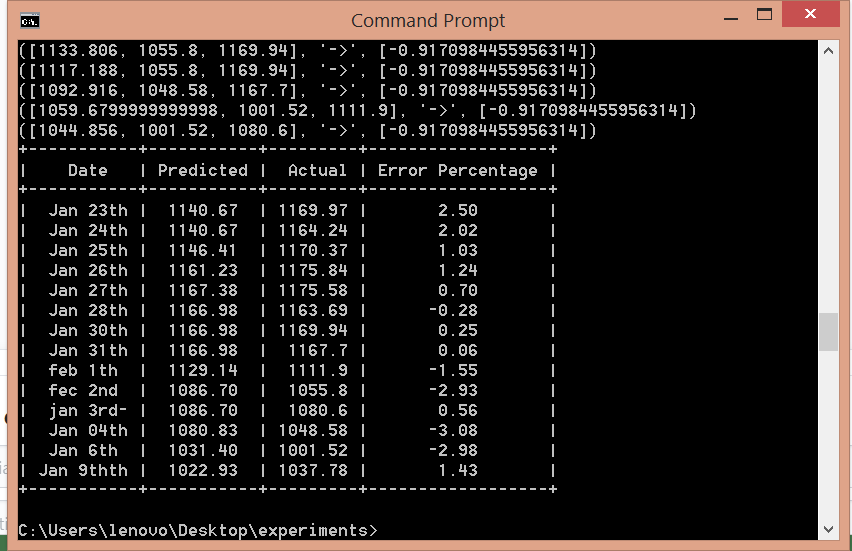 Command Prompt
([1133.806, 1055.8, 1169.94], '->', [-0.9170984455956314])
([1117.188, 1055.8, 1169.94], '->', [-0.9170984455956314])
([1092.916, 1048.58, 1167.7], '->', [-0.9170984455956314])
([1059.6799999999998, 1001.52, 1111.9], '->', [-0.9170984455956314])
([1044.856, 1001.52, 1080.6], '->', [-0.9170984455956314])
+-----------+-----------+---------+------------------+
|    Date   | Predicted |  Actual | Error Percentage |
+-----------+-----------+---------+------------------+
|  Jan 23th |  1140.67  | 1169.97 |       2.50       |
|  Jan 24th |  1140.67  | 1164.24 |       2.02       |
|  Jan 25th |  1146.41  | 1170.37 |       1.03       |
|  Jan 26th |  1161.23  | 1175.84 |       1.24       |
|  Jan 27th |  1167.38  | 1175.58 |       0.70       |
|  Jan 28th |  1166.98  | 1163.69 |      -0.28       |
|  Jan 30th |  1166.98  | 1169.94 |       0.25       |
|  Jan 31th |  1166.98  |  1167.7 |       0.06       |
|  feb 1th  |  1129.14  |  1111.9 |      -1.55       |
|  fec 2nd  |  1086.70  |  1055.8 |      -2.93       |
|  jan 3rd- |  1086.70  |  1080.6 |       0.56       |
|  Jan 04th |  1080.83  | 1048.58 |      -3.08       |
|  Jan 6th  |  1031.40  | 1001.52 |      -2.98       |
| Jan 9thth |  1022.93  | 1037.78 |       1.43       |
+-----------+-----------+---------+------------------+
C:\Users\lenovo\Desktop\experiments>